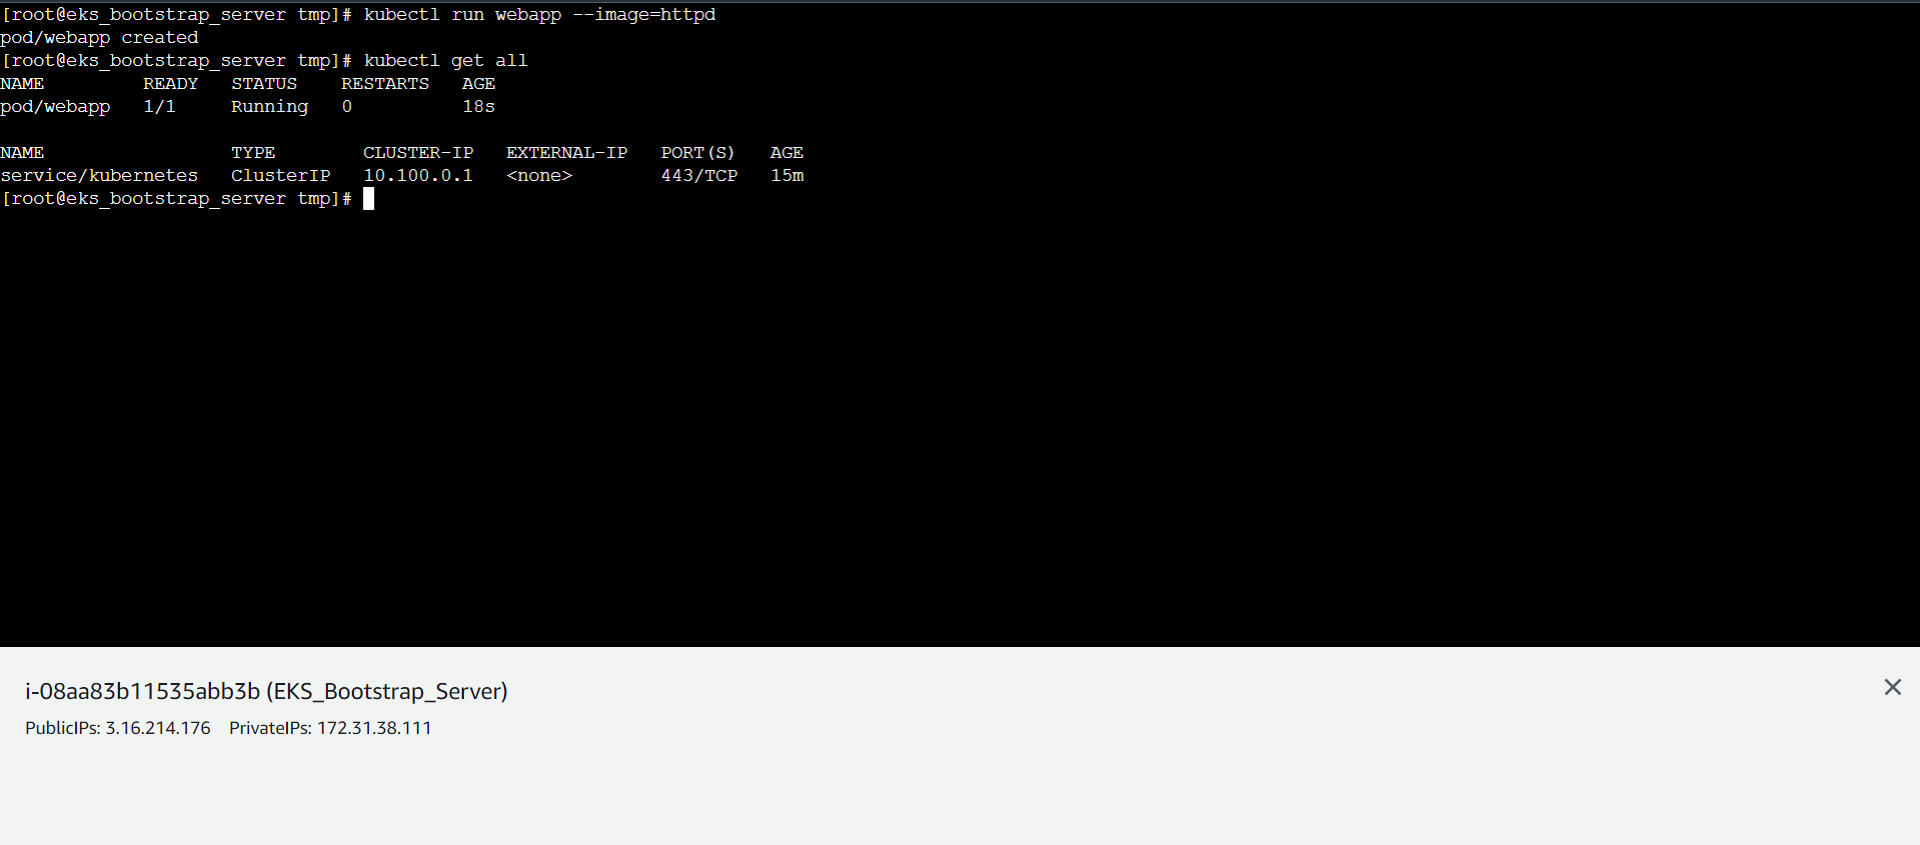 [root@eks_bootstrap_server tmp]# kubectl run webapp --image=httpd
pod/webapp created
[root@eks_bootstrap_server tmp]# kubectl get all
NAME         READY   STATUS    RESTARTS   AGE
pod/webapp   1/1     Running   0          18s

NAME                 TYPE        CLUSTER-IP   EXTERNAL-IP   PORT(S)   AGE
service/kubernetes   ClusterIP   10.100.0.1   <none>        443/TCP   15m
[root@eks_bootstrap_server tmp]#
i-08aa83b11535abb3b (EKS_Bootstrap_Server)
PublicIPs: 3.16.214.176 PrivateIPs: 172.31.38.111